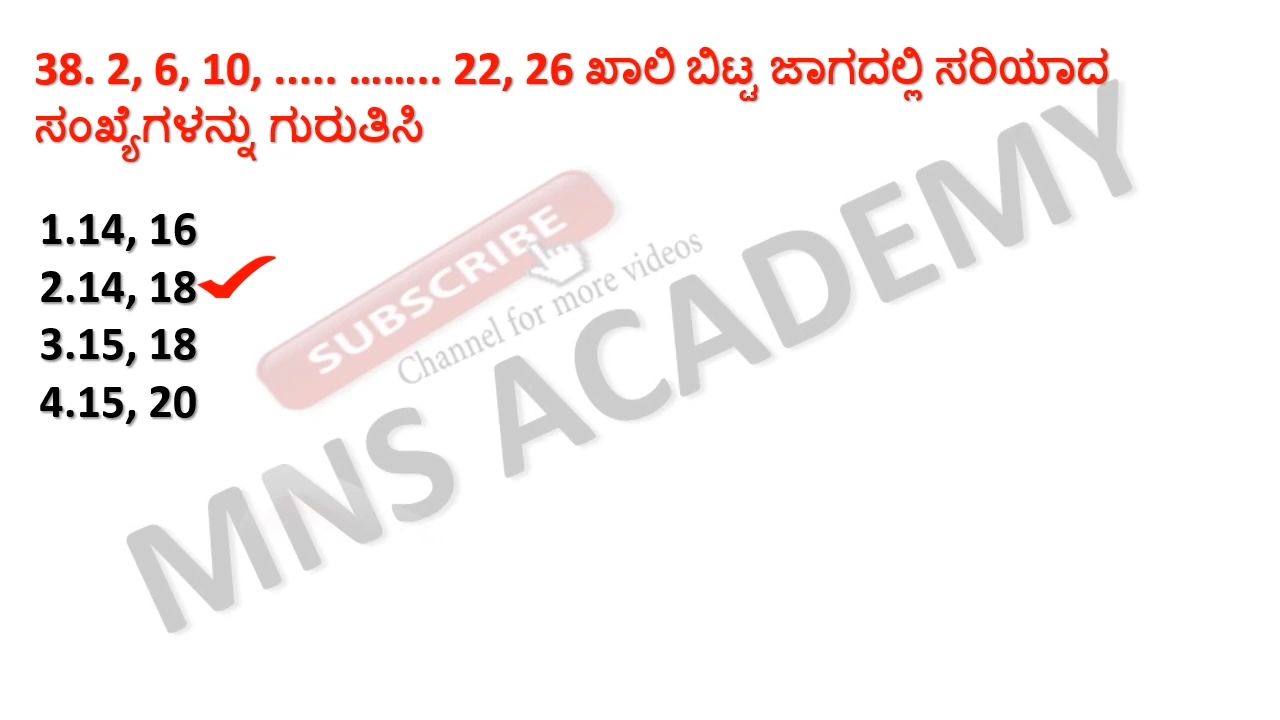 38. 2, 6, 10, ..... …….. 22, 26 ಖಾಲಿ ಬಿಟ್ಟ ಜಾಗದಲ್ಲಿ ಸರಿಯಾದ
ಸಂಖ್ಯೆಗಳನ್ನು ಗುರುತಿಸಿ
1.14, 16
2.14, 18
3.15, 18
4.15, 20
SUBSCRIBE
Channel for more videos
MNS ACADEMY